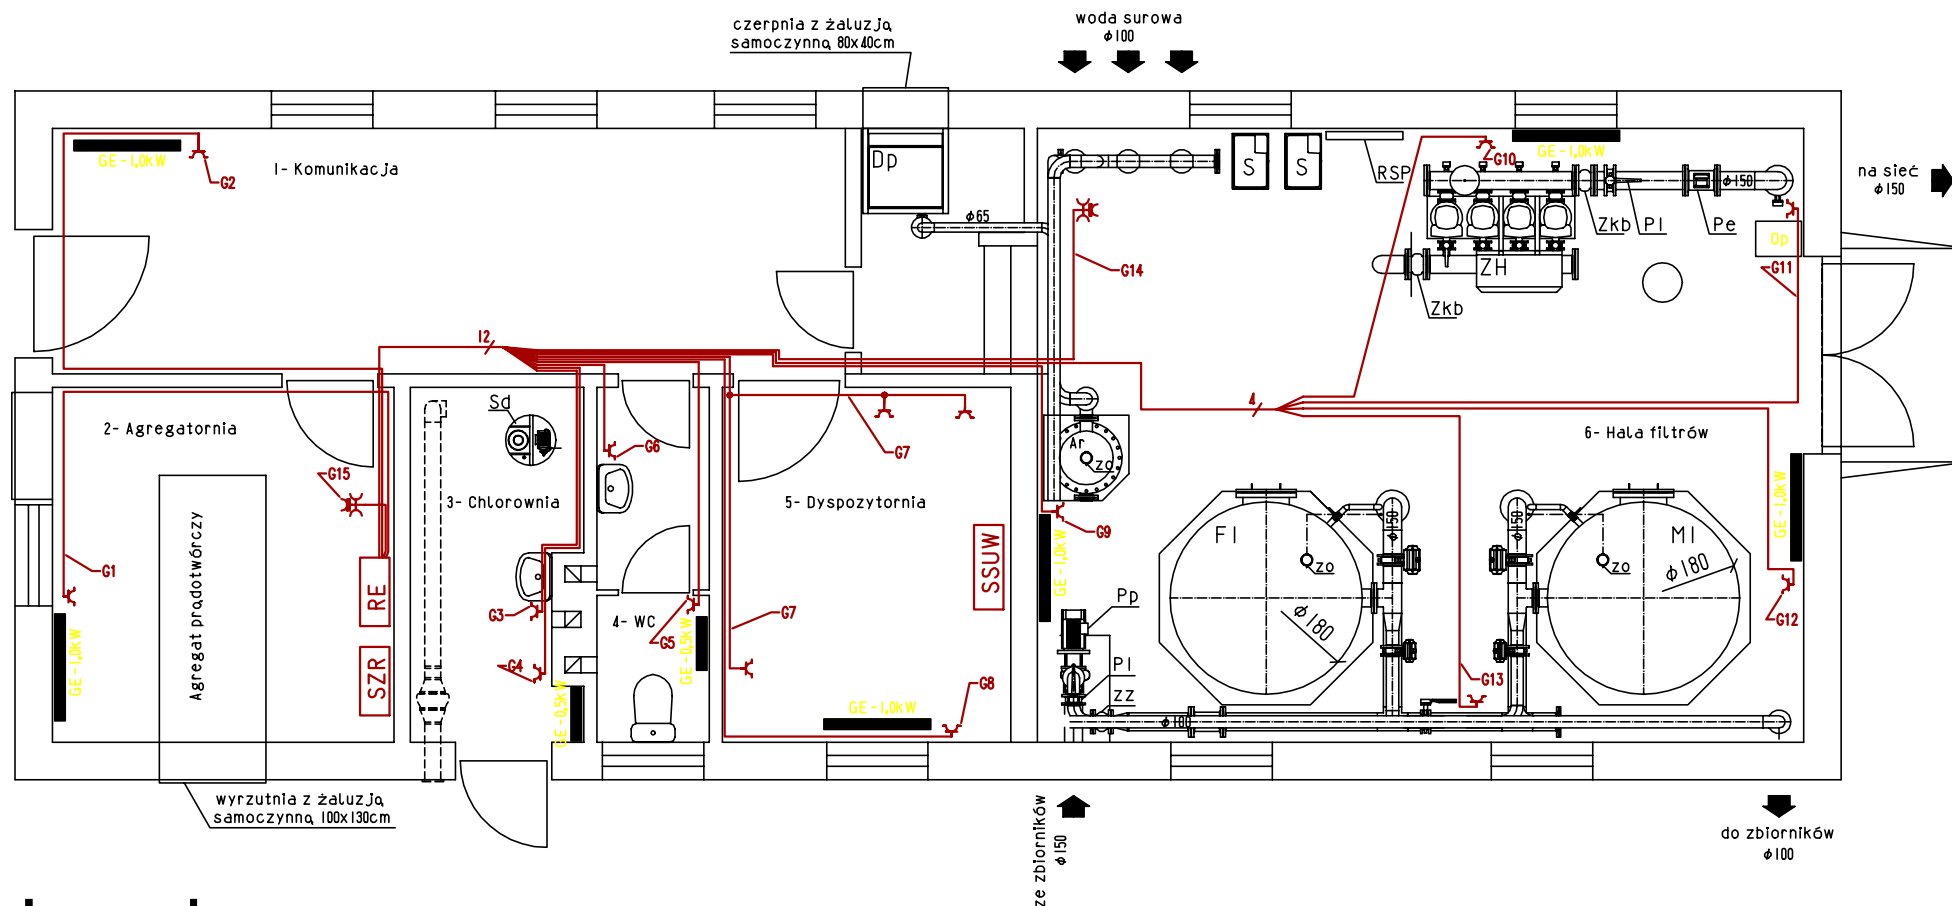 czerpnia z żaluzją
samoczynną 80x40cm
woda surowa
ϕ100
na sieć
ϕ150
GE - 1,0kW
G2
1- Komunikacja
Dp
ϕ65
S
S
RSP
G10
GE - 1,0kW
ϕ150
Zkb
Pl
Pe
Dp
ZH
Zkb
G11
G14
12
4
2- Agregatornia
G15
Agregat prądotwórczy
G1
RE
SZR
GE - 1,0kW
Sd
3- Chlorownia
G3
G4
GE - 0,5kW
G6
4- WC
G5
GE - 0,5kW
G7
5- Dyspozytornia
SSUW
G7
G8
GE - 1,0kW
Ar
zo
G9
GE - 1,0kW
Pp
Pl
ZZ
ϕ100
6- Hala filtrów
F1
zo
ϕ180
ϕ150
ϕ150
M1
zo
ϕ180
GE - 1,0kW
G12
G13
wyrzutnia z żaluzją
samoczynną 100x130cm
ze zbiorników
ϕ150
do zbiorników
ϕ100